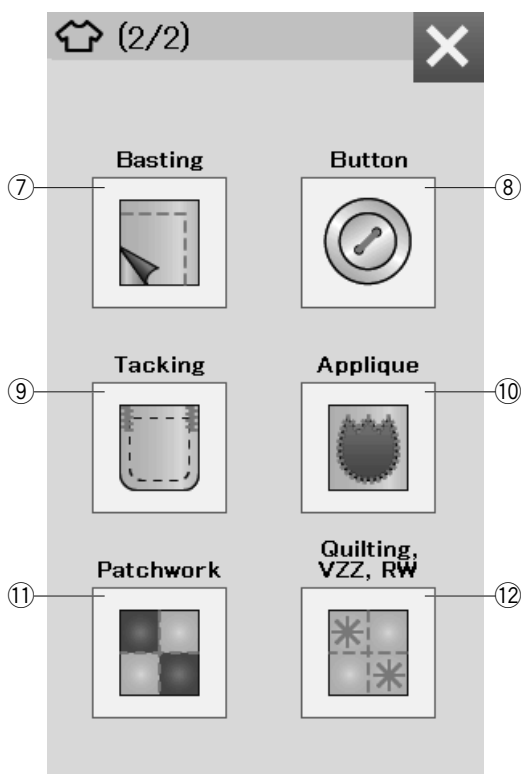 (2/2)
Basting
Button
⑦
⑧
Tacking
Applique
⑨
⑩
Patchwork
Quilting,
VZZ, RW
⑪
⑫